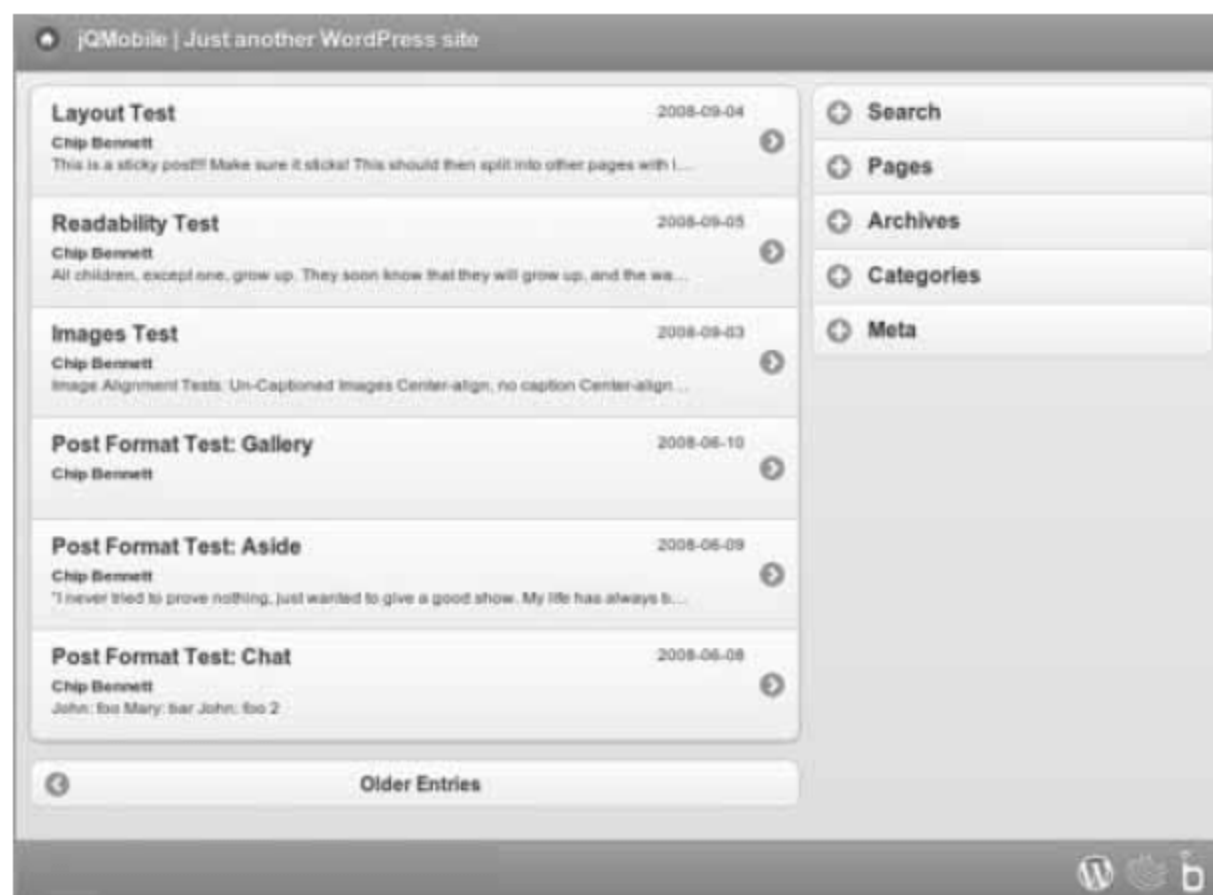 jQMobile | Just another WordPress site
Layout Test
2008-09-04
Chip Bennett
This is a sticky post!!! Make sure it sticks! This should then split into other pages with l...
Readability Test
2008-09-05
Chip Bennett
All children, except one, grow up. They soon know that they will grow up, and the wa...
Images Test
2008-09-03
Chip Bennett
Image Alignment Tests: Un-Captioned Images Center-align, no caption Center-align...
Post Format Test: Gallery
2008-06-10
Chip Bennett
Post Format Test: Aside
2008-06-09
Chip Bennett
"I never tried to prove nothing, just wanted to give a good show. My life has always b...
Post Format Test: Chat
2008-06-08
Chip Bennett
John: foo Mary: bar John: foo 2
Older Entries
Search
Pages
Archives
Categories
Meta